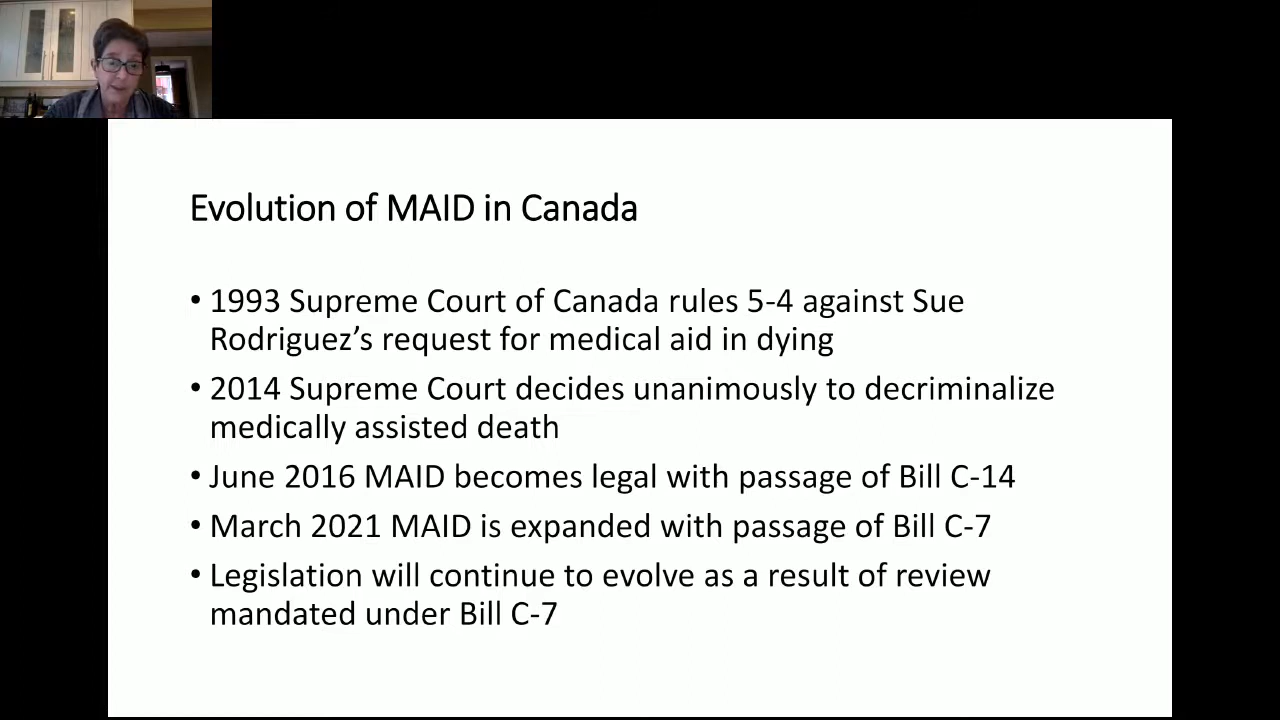 Evolution of MAID in Canada
• 1993 Supreme Court of Canada rules 5-4 against Sue
Rodriguez’s request for medical aid in dying
• 2014 Supreme Court decides unanimously to decriminalize
medically assisted death
• June 2016 MAID becomes legal with passage of Bill C-14
• March 2021 MAID is expanded with passage of Bill C-7
• Legislation will continue to evolve as a result of review
mandated under Bill C-7